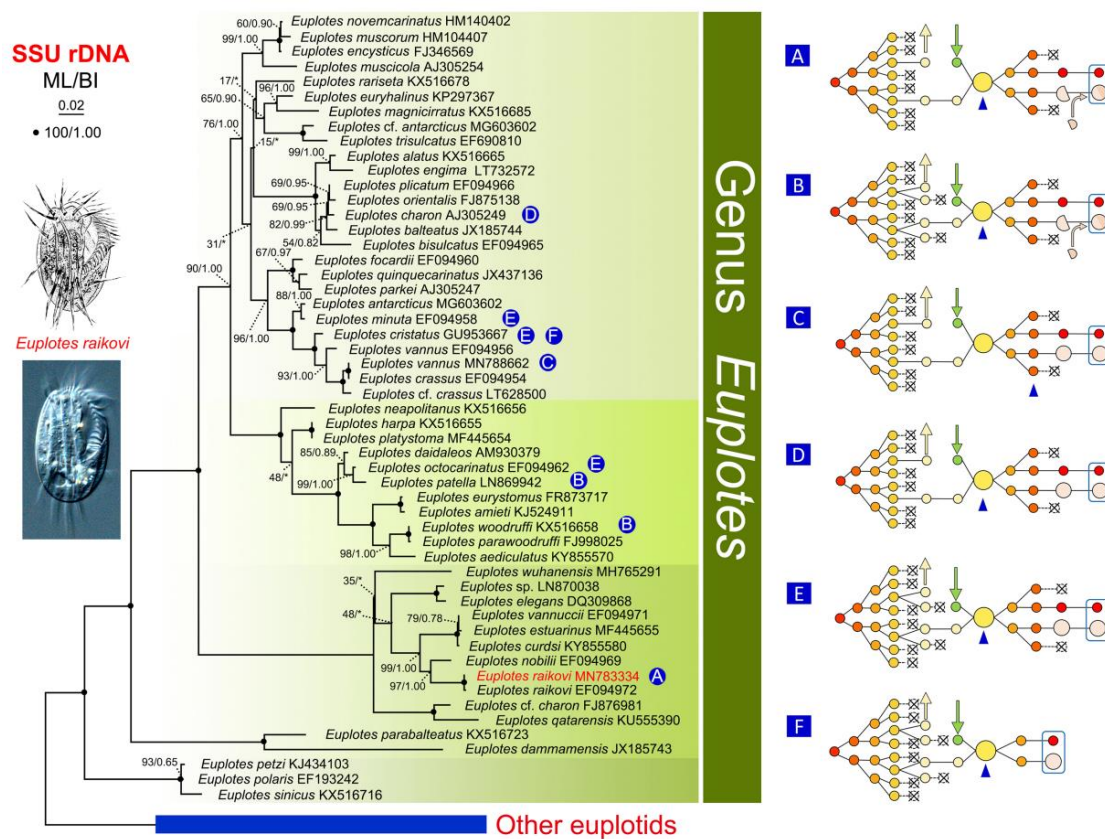 SSU rDNA
ML/BI
0.02
100/1.00
Euplotes raikovi
60/0.90
99/1.00
17/*
96/1.00
65/0.90
76/1.00
15/*
99/1.00
69/0.95
69/0.95
82/0.99
54/0.82
31/*
67/0.97
90/1.00
88/1.00
96/1.00
93/1.00
85/0.89
48/*
99/1.00
98/1.00
35/*
48/*
79/0.78
99/1.00
97/1.00
93/0.65
Euplotes novemcarinatus HM140402
Euplotes muscorum HM104407
Euplotes encysticus FJ346569
Euplotes muscicola AJ305254
Euplotes rariseta KX516678
Euplotes euryhalinus KP297367
Euplotes magnicirratus KX516685
Euplotes cf. antarcticus MG603602
Euplotes trisulcatus EF690810
Euplotes alatus KX516665
Euplotes engima LT732572
Euplotes plicatum EF094966
Euplotes orientalis FJ875138
Euplotes charon AJ305249 D
Euplotes balteatus JX185744
Euplotes bisulcatus EF094965
Euplotes focardii EF094960
Euplotes quinquecarinatus JX437136
Euplotes parkei AJ305247
Euplotes antarcticus MG603602
Euplotes minuta EF094958 E
Euplotes cristatus GU953667 E F
Euplotes vannus EF094956
Euplotes vannus MN788662 C
Euplotes crassus EF094954
Euplotes cf. crassus LT628500
Euplotes neapolitanus KX516656
Euplotes harpa KX516655
Euplotes platystoma MF445654
Euplotes daidaleos AM930379
Euplotes octocarinatus EF094962 E
Euplotes patella LN869942 B
Euplotes eurystomus FR873717
Euplotes amieti KJ524911
Euplotes woodruffi KX516658 B
Euplotes parawoodruffi FJ998025
Euplotes aediculatus KY855570
Euplotes wuhanensis MH765291
Euplotes sp. LN870038
Euplotes elegans DQ309868
Euplotes vannuccii EF094971
Euplotes estuarinus MF445655
Euplotes curdsi KY855580
Euplotes nobilii EF094969
Euplotes raikovi MN783334 A
Euplotes raikovi EF094972
Euplotes cf. charon FJ876981
Euplotes qatarensis KU555390
Euplotes parabalteatus KX516723
Euplotes dammamensis JX185743
Euplotes petzi KJ434103
Euplotes polaris EF193242
Euplotes sinicus KX516716
Other euplotids
Genus Euplotes
A
B
C
D
E
F